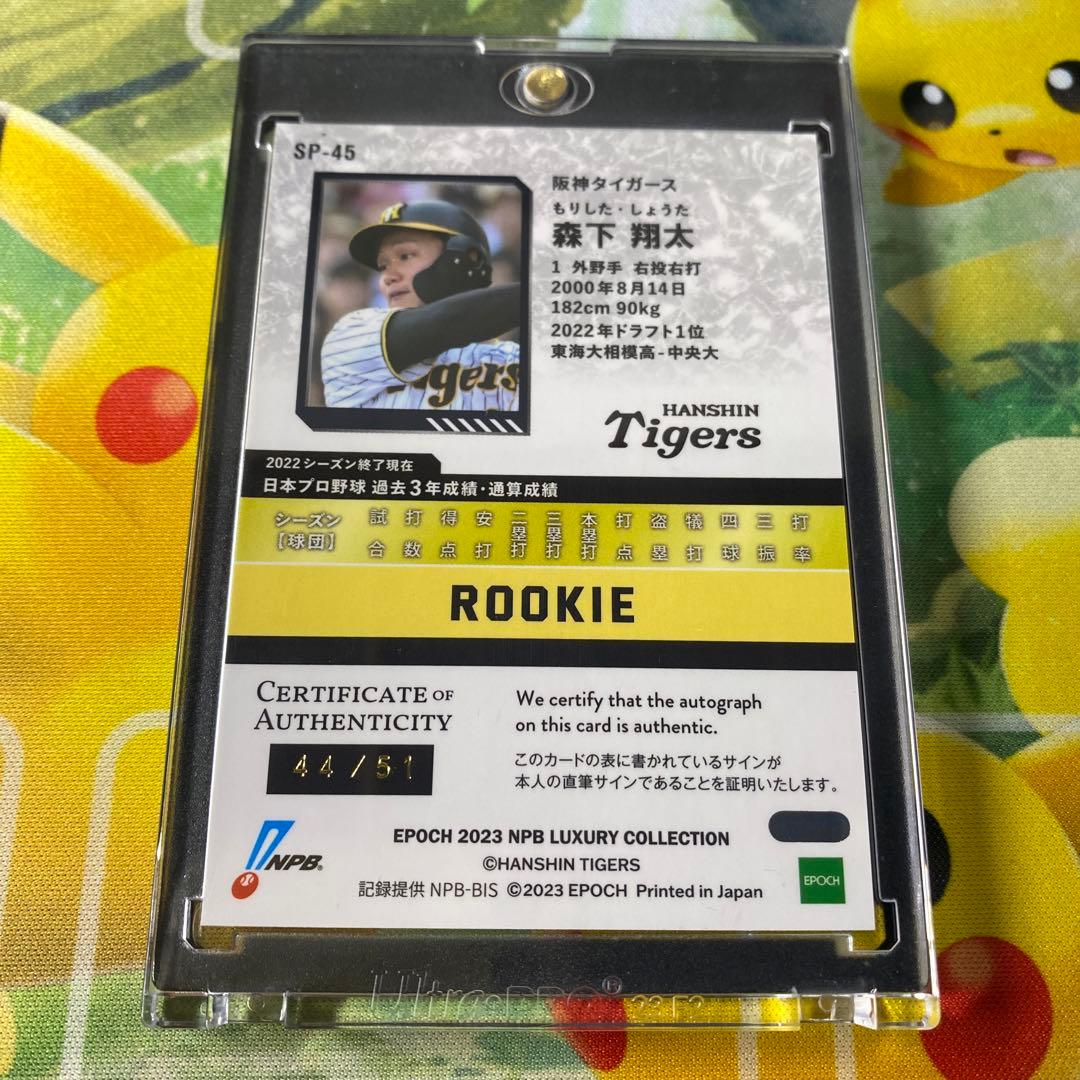 SP-45
阪神タイガース
もりした・しょうた
森下 翔太
1 外野手 右投右打
2000年8月14日
182cm 90kg
2022年ドラフト1位
東海大相模高-中央大
Tigers
HANSHIN
Tigers
2022シーズン終了現在
日本プロ野球 過去3年成績・通算成績
シーズン【球団】 試合 打数 得点 安打 二塁打 三塁打 本塁打 打点 盗塁 犠打 四球 三振 打率
ROOKIE
CERTIFICATE OF
AUTHENTICITY
44/51
We certify that the autograph
on this card is authentic.
このカードの表に書かれているサインが
本人の直筆サインであることを証明いたします。
EPOCH 2023 NPB LUXURY COLLECTION
©HANSHIN TIGERS
記録提供 NPB-BIS ©2023 EPOCH Printed in Japan
NPB®
EPOCH
Ultra•PRO®